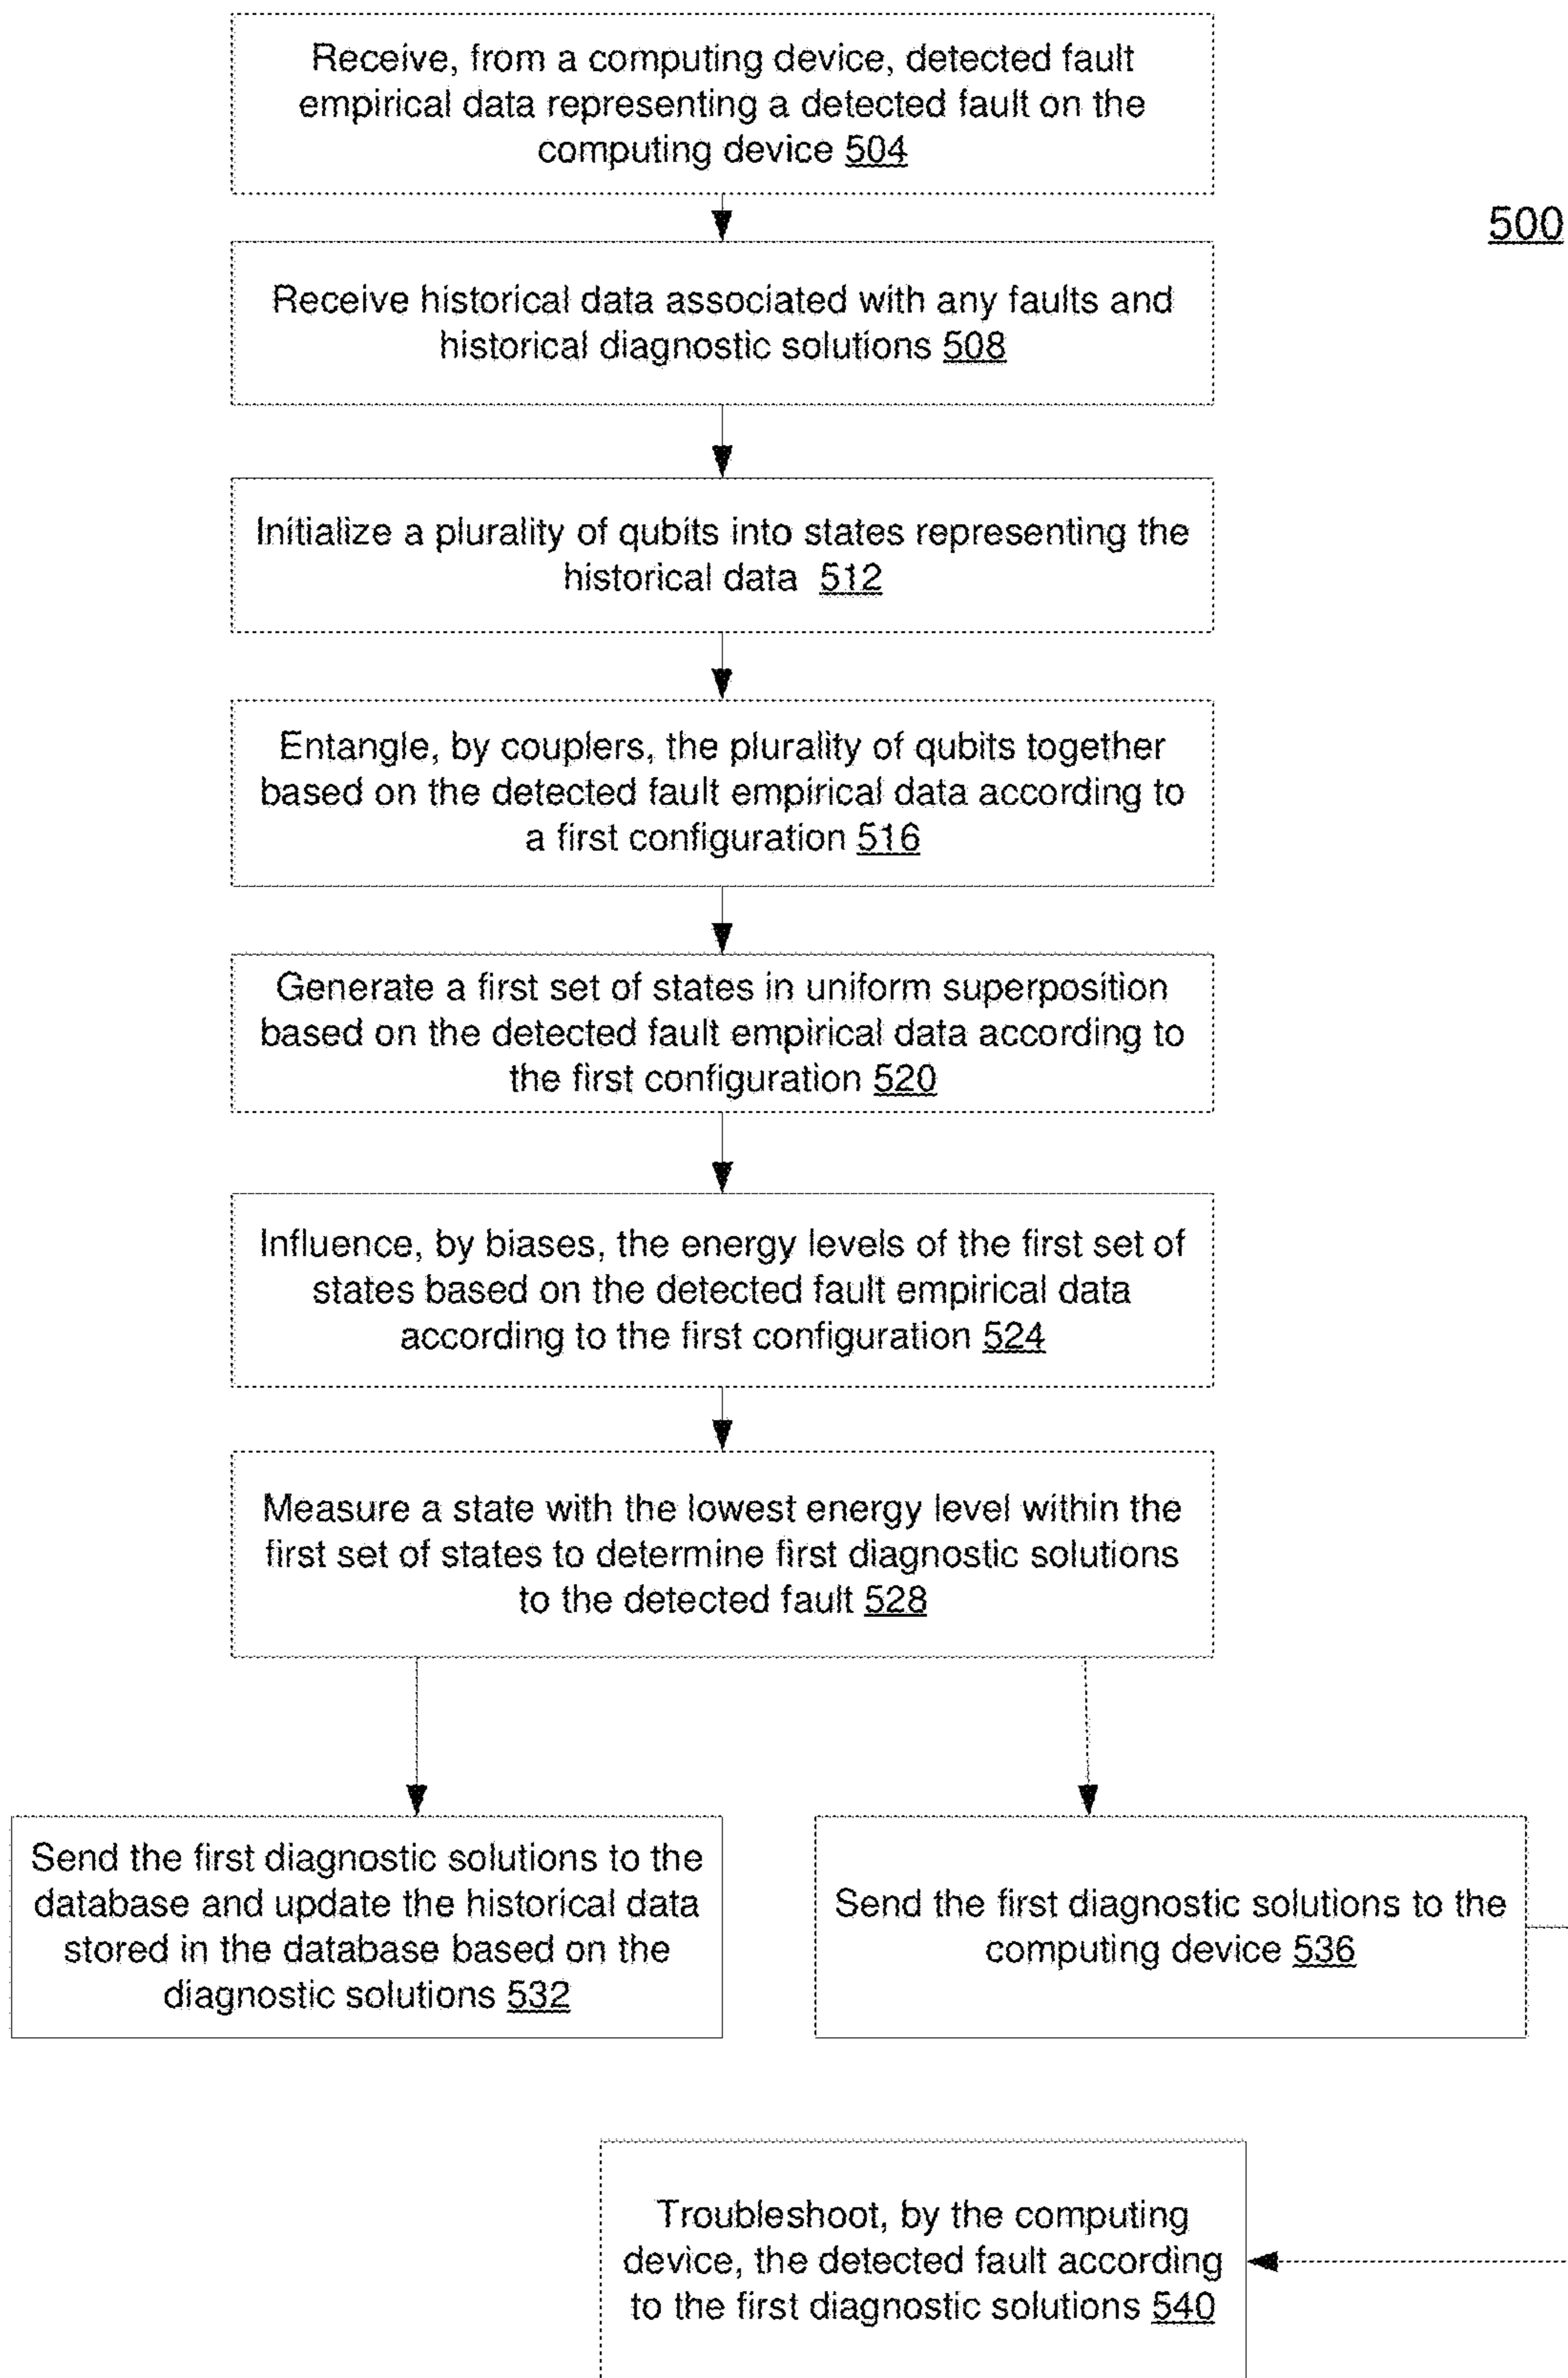 Receive, from a computing device, detected fault
empirical data representing a detected fault on the
computing device 504
500
Receive historical data associated with any faults and
historical diagnostic solutions 508
Initialize a plurality of qubits into states representing the
historical data 512
Entangle, by couplers, the plurality of qubits together
based on the detected fault empirical data according to
a first configuration 516
Generate a first set of states in uniform superposition
based on the detected fault empirical data according to
the first configuration 520
Influence, by biases, the energy levels of the first set of
states based on the detected fault empirical data
according to the first configuration 524
Measure a state with the lowest energy level within the
first set of states to determine first diagnostic solutions
to the detected fault 528
Send the first diagnostic solutions to the
database and update the historical data
stored in the database based on the
diagnostic solutions 532
Send the first diagnostic solutions to the
computing device 536
Troubleshoot, by the computing
device, the detected fault according
to the first diagnostic solutions 540